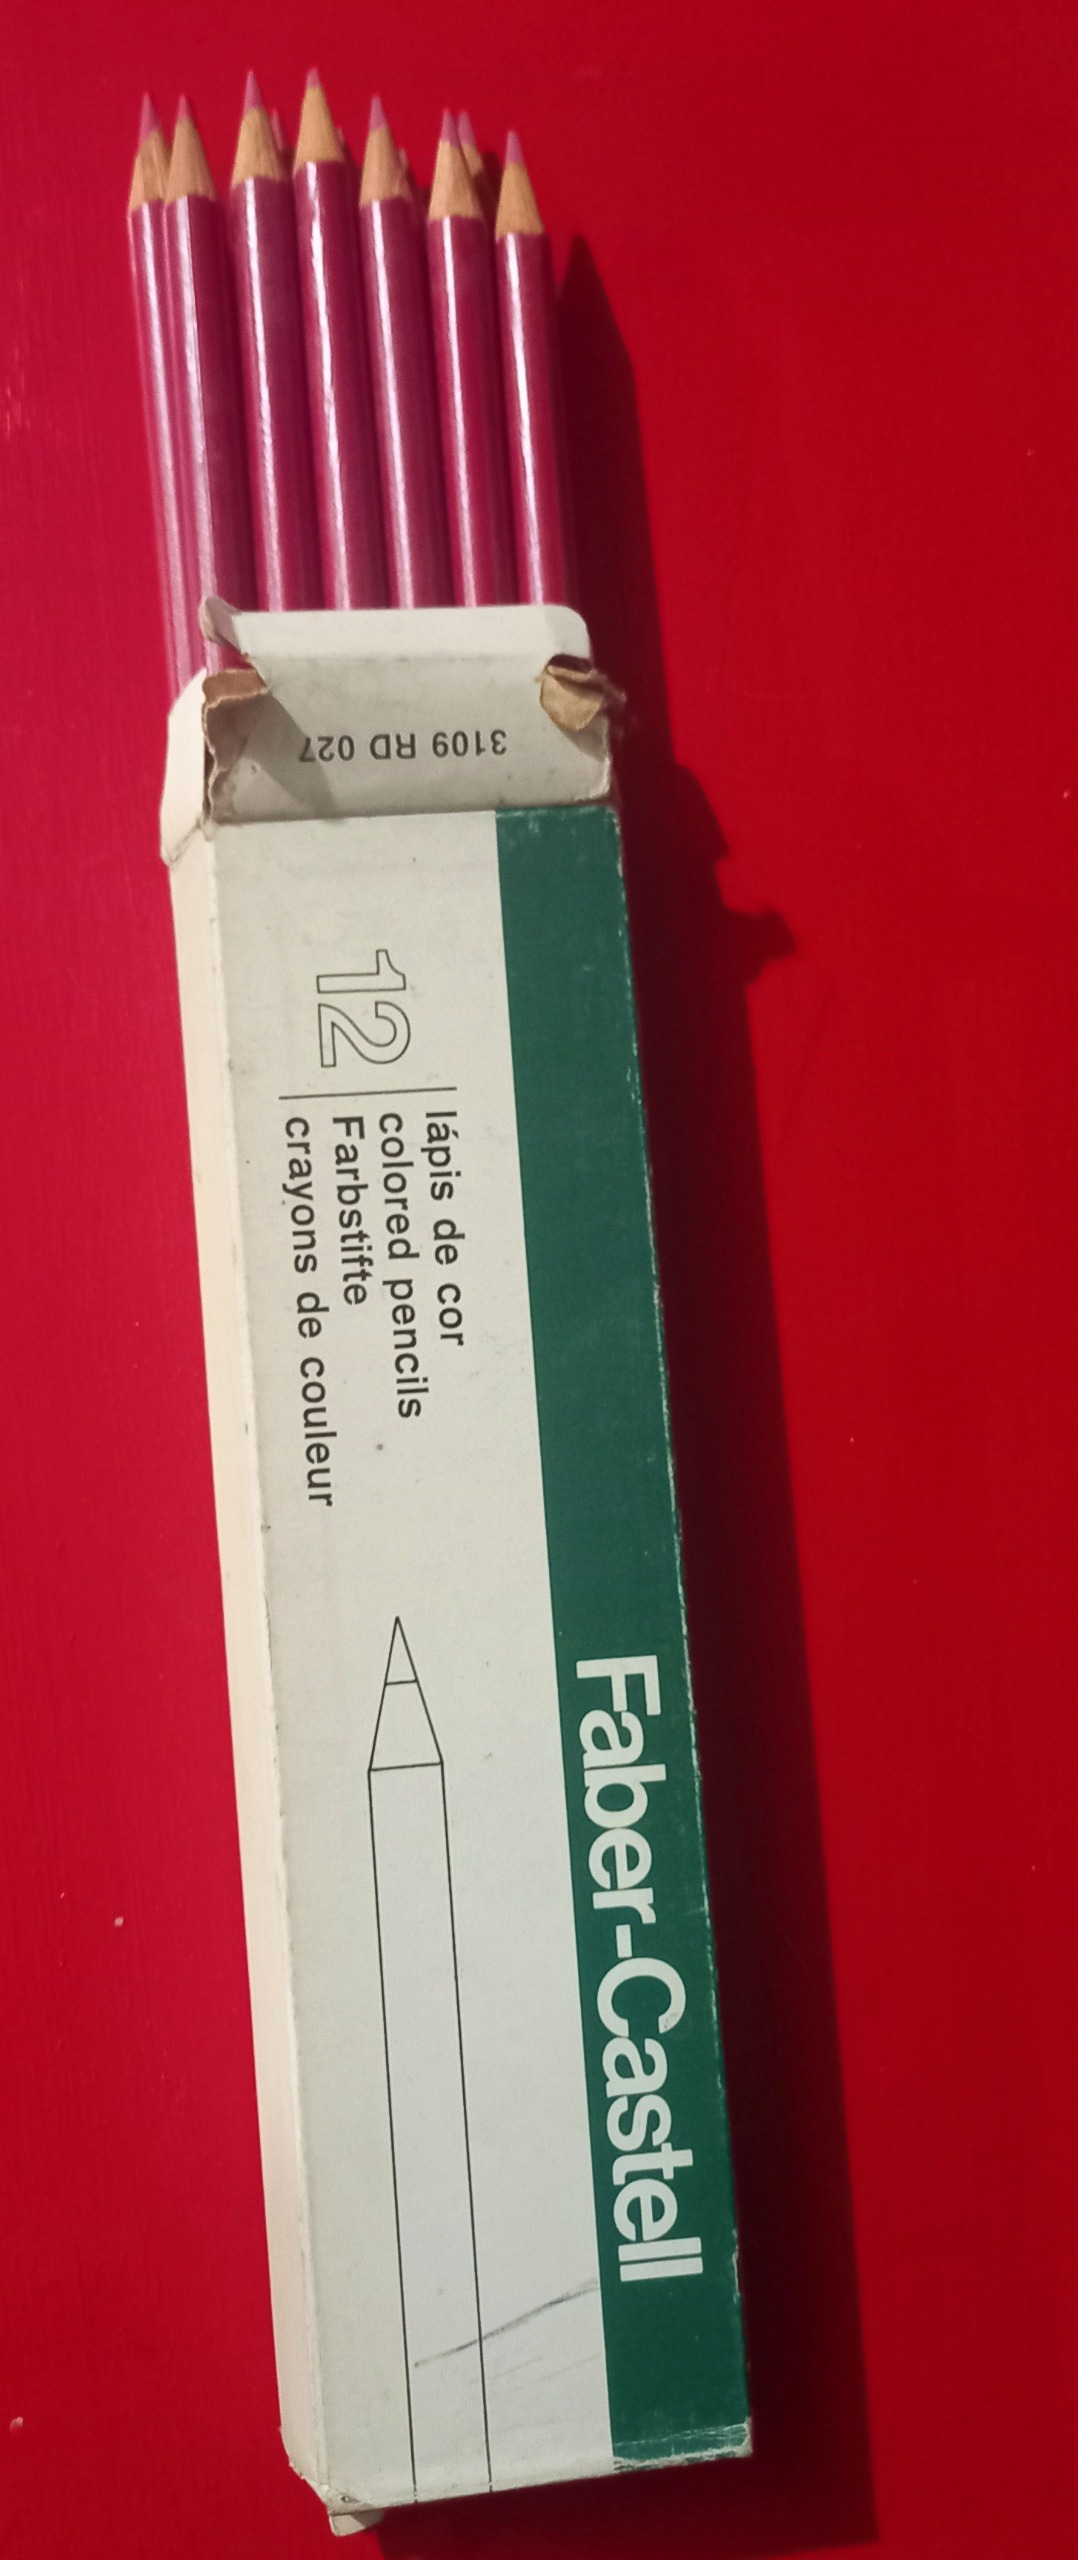 3109 RD 027
12
lápis de cor
colored pencils
Farbstifte
crayons de couleur
Faber-Castell